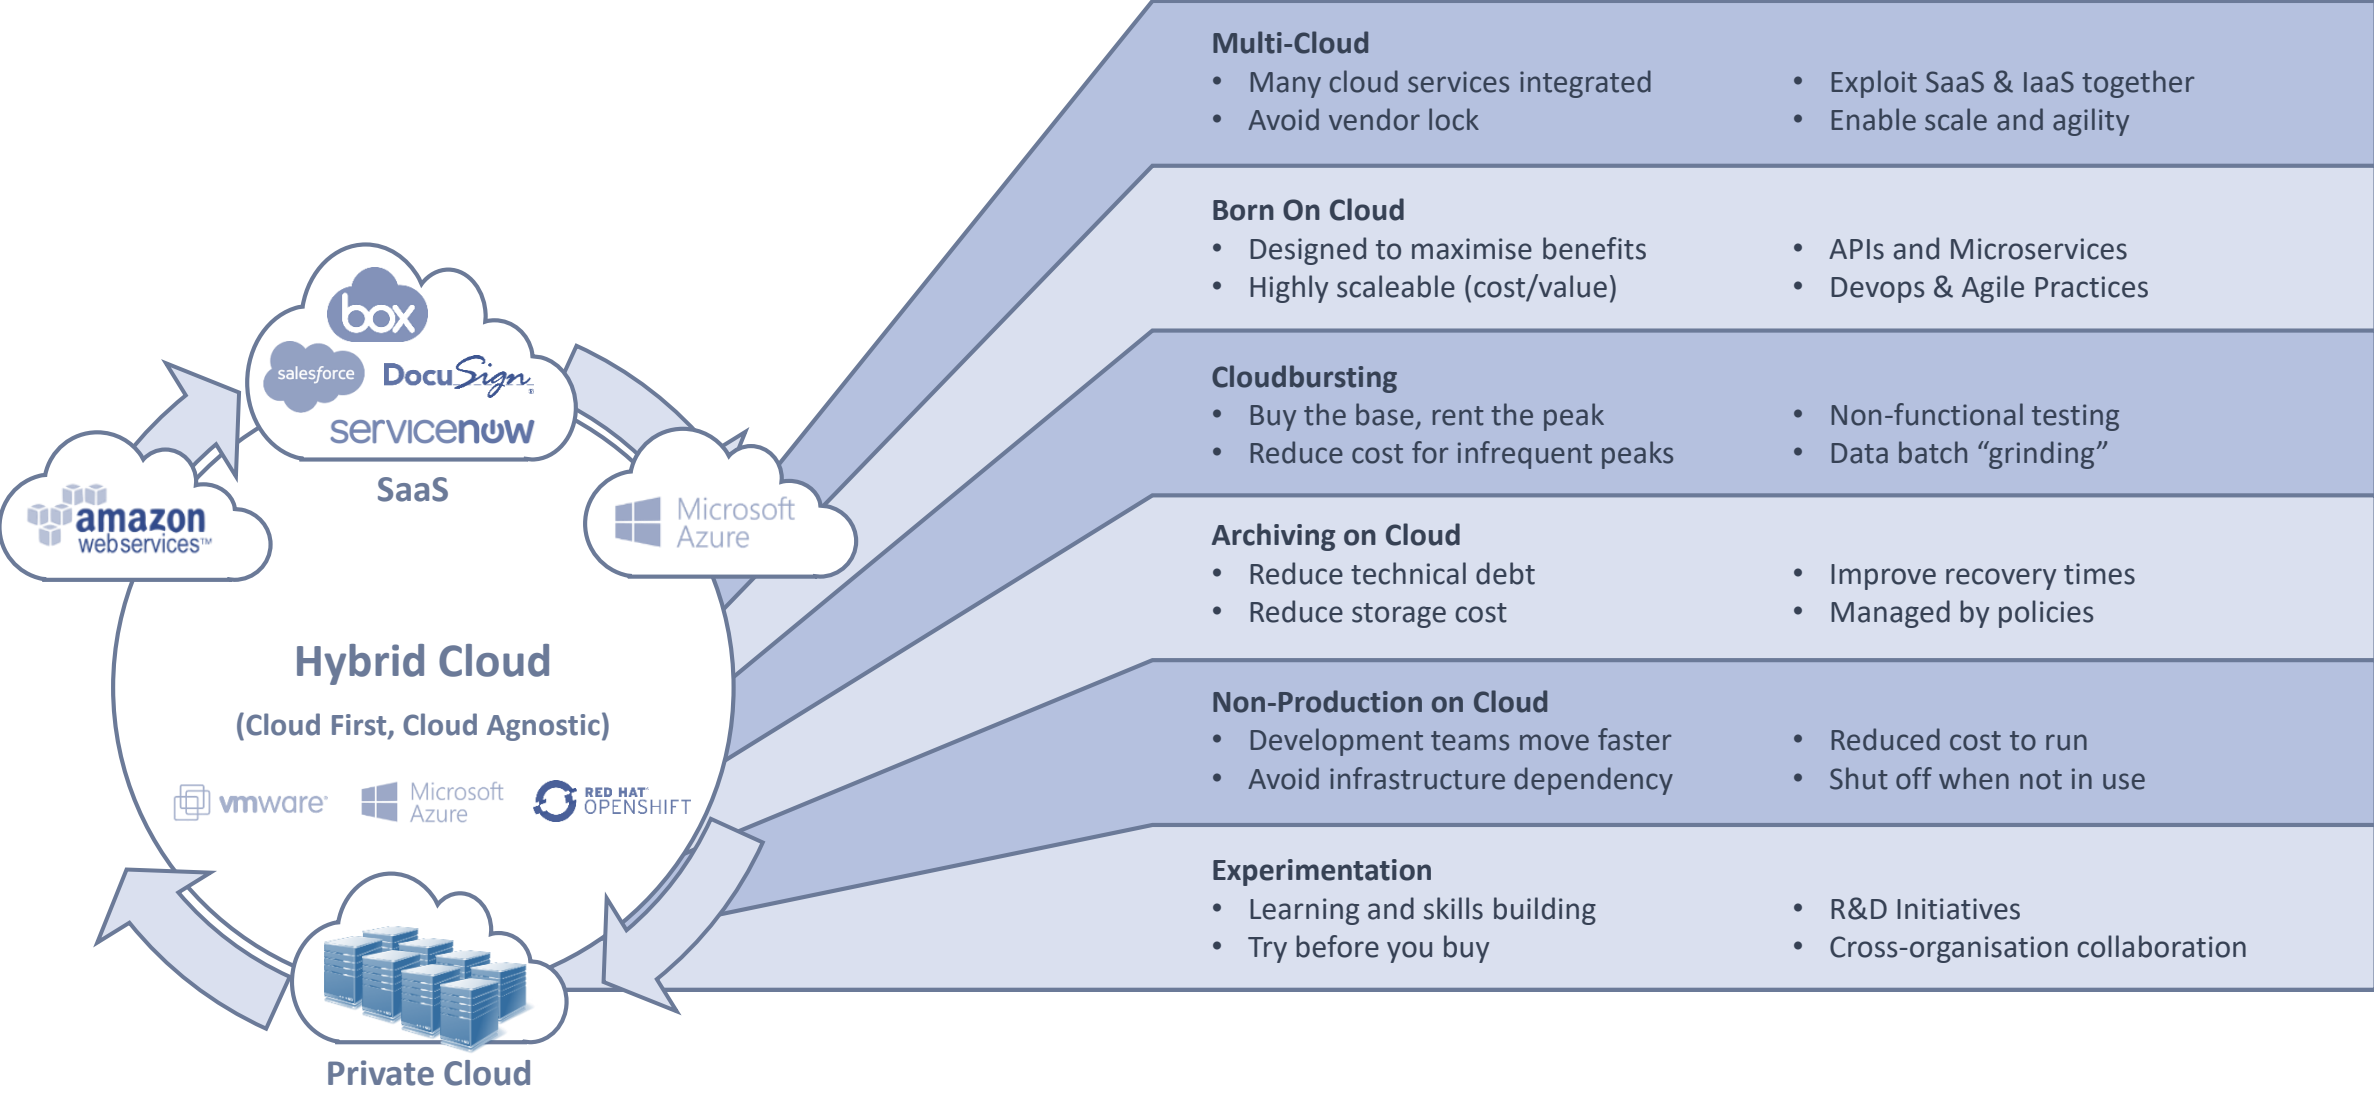 box
salesforce
DocuSign®
servicenow
SaaS
amazon
webservices™
Microsoft
Azure
Hybrid Cloud
(Cloud First, Cloud Agnostic)
vmware®
Microsoft
Azure
RED HAT®
OPENSHIFT
Private Cloud
Multi-Cloud
• Many cloud services integrated
• Avoid vendor lock
• Exploit SaaS & IaaS together
• Enable scale and agility
Born On Cloud
• Designed to maximise benefits
• Highly scaleable (cost/value)
• APIs and Microservices
• Devops & Agile Practices
Cloudbursting
• Buy the base, rent the peak
• Reduce cost for infrequent peaks
• Non-functional testing
• Data batch “grinding”
Archiving on Cloud
• Reduce technical debt
• Reduce storage cost
• Improve recovery times
• Managed by policies
Non-Production on Cloud
• Development teams move faster
• Avoid infrastructure dependency
• Reduced cost to run
• Shut off when not in use
Experimentation
• Learning and skills building
• Try before you buy
• R&D Initiatives
• Cross-organisation collaboration